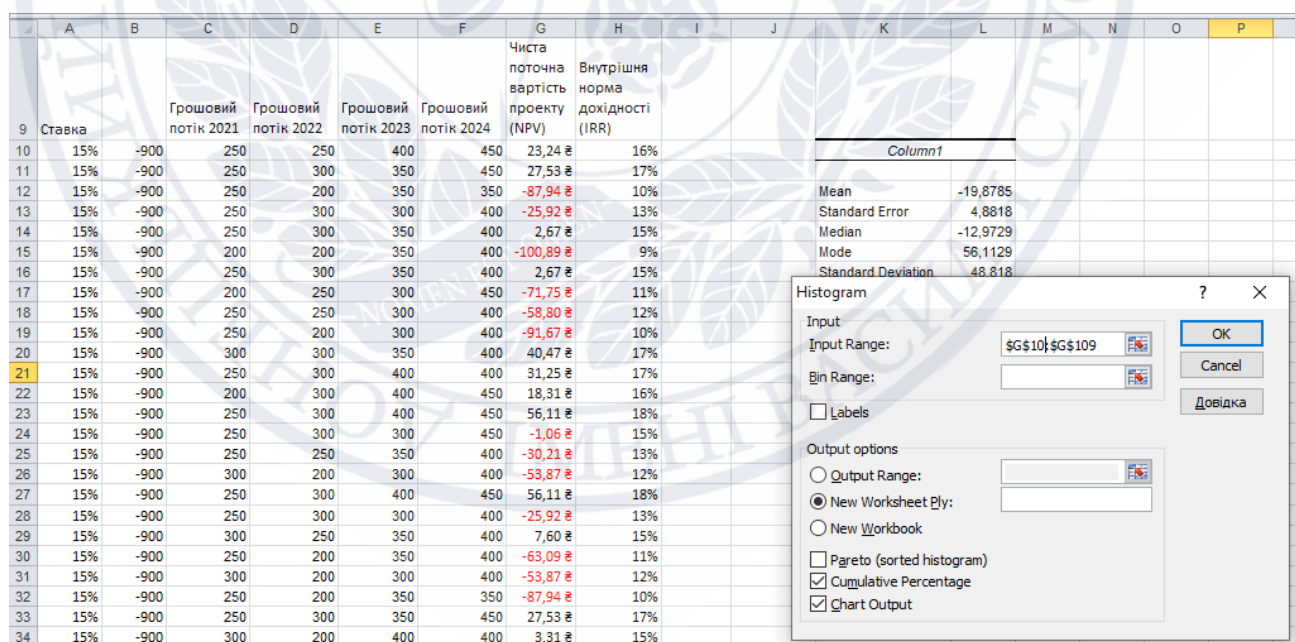 A B C D E F G H I J K L M N O P
Чиста
поточна Внутрішня
вартість норма
Грошовий Грошовий Грошовий Грошовий проекту дохідності
9 Ставка потік 2021 потік 2022 потік 2023 потік 2024 (NPV) (IRR)
10 15% -900 250 250 400 450 23,24 ₴ 16% Column1
11 15% -900 250 300 350 450 27,53 ₴ 17%
12 15% -900 250 200 350 350 -87,94 ₴ 10% Mean -19,8785
13 15% -900 250 300 300 400 -25,92 ₴ 13% Standard Error 4,8818
14 15% -900 250 300 350 400 2,67 ₴ 15% Median -12,9729
15 15% -900 200 200 350 400 -100,89 ₴ 9% Mode 56,1129
16 15% -900 250 300 350 400 2,67 ₴ 15% Standard Deviation 48,818
17 15% -900 200 250 300 450 -71,75 ₴ 11%
18 15% -900 250 250 300 400 -58,80 ₴ 12%
19 15% -900 250 200 300 400 -91,67 ₴ 10%
20 15% -900 300 300 350 400 40,47 ₴ 17%
21 15% -900 250 300 400 400 31,25 ₴ 17%
22 15% -900 200 300 400 450 18,31 ₴ 16%
23 15% -900 250 300 400 450 56,11 ₴ 18%
24 15% -900 250 300 300 450 -1,06 ₴ 15%
25 15% -900 250 250 350 400 -30,21 ₴ 13%
26 15% -900 300 200 300 400 -53,87 ₴ 12%
27 15% -900 250 300 400 450 56,11 ₴ 18%
28 15% -900 250 300 300 400 -25,92 ₴ 13%
29 15% -900 300 250 350 400 7,60 ₴ 15%
30 15% -900 250 200 350 400 -63,09 ₴ 11%
31 15% -900 300 200 300 400 -53,87 ₴ 12%
32 15% -900 250 200 350 350 -87,94 ₴ 10%
33 15% -900 250 300 350 450 27,53 ₴ 17%
34 15% -900 300 200 400 400 3,31 ₴ 15%
Histogram ? ×
Input
Input Range: $G$10:$G$109 OK
Bin Range: Cancel
Labels Довідка
Output options
Output Range:
New Worksheet Ply:
New Workbook
Pareto (sorted histogram)
Cumulative Percentage
Chart Output
ІМЕНІ ВАСИЛЯ СТУ